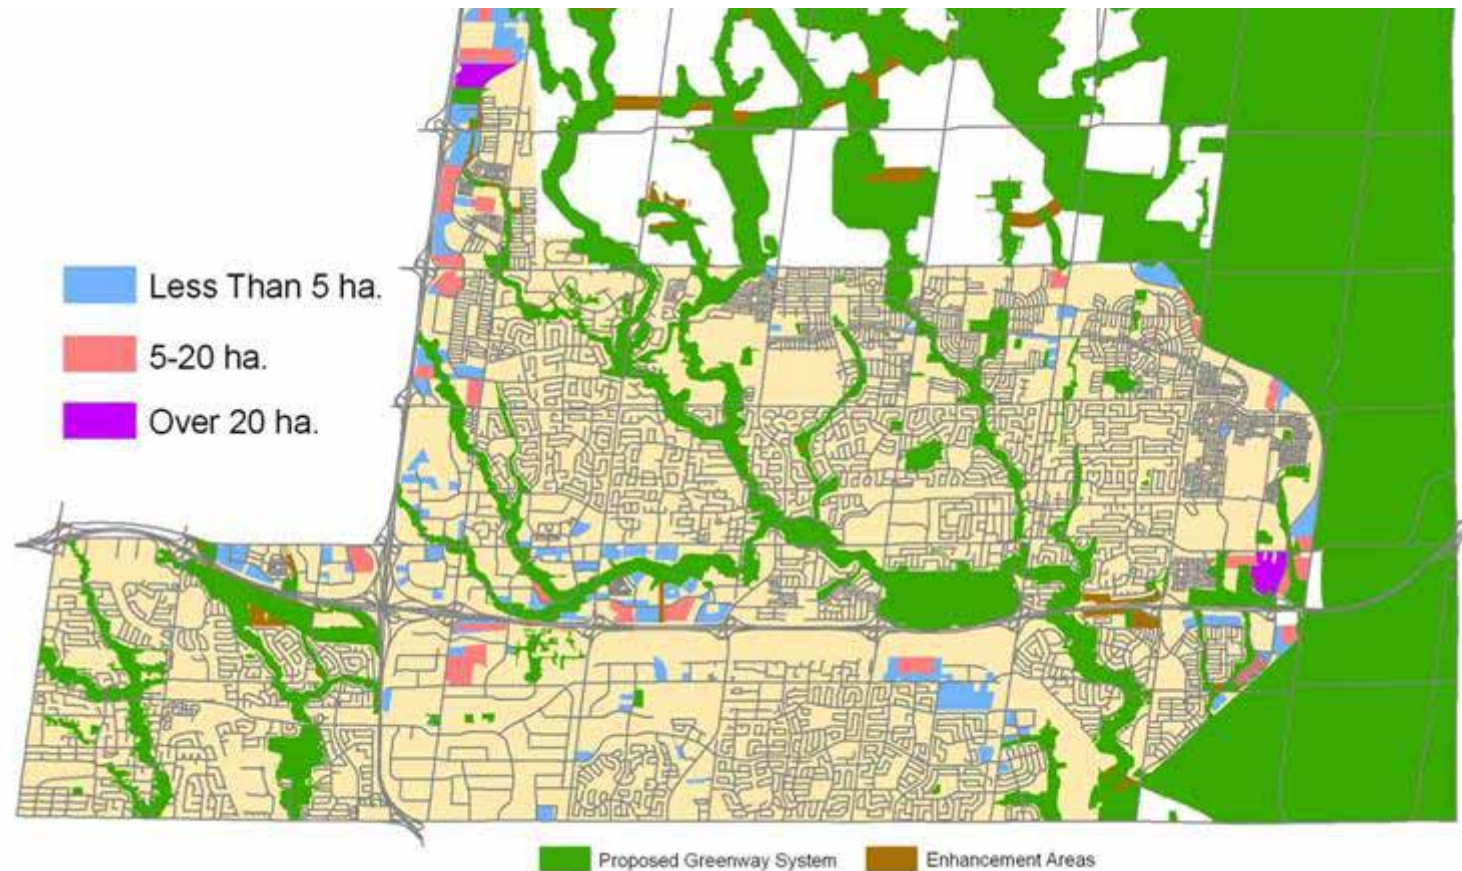 Less Than 5 ha.
5-20 ha.
Over 20 ha.
Proposed Greenway System
Enhancement Areas